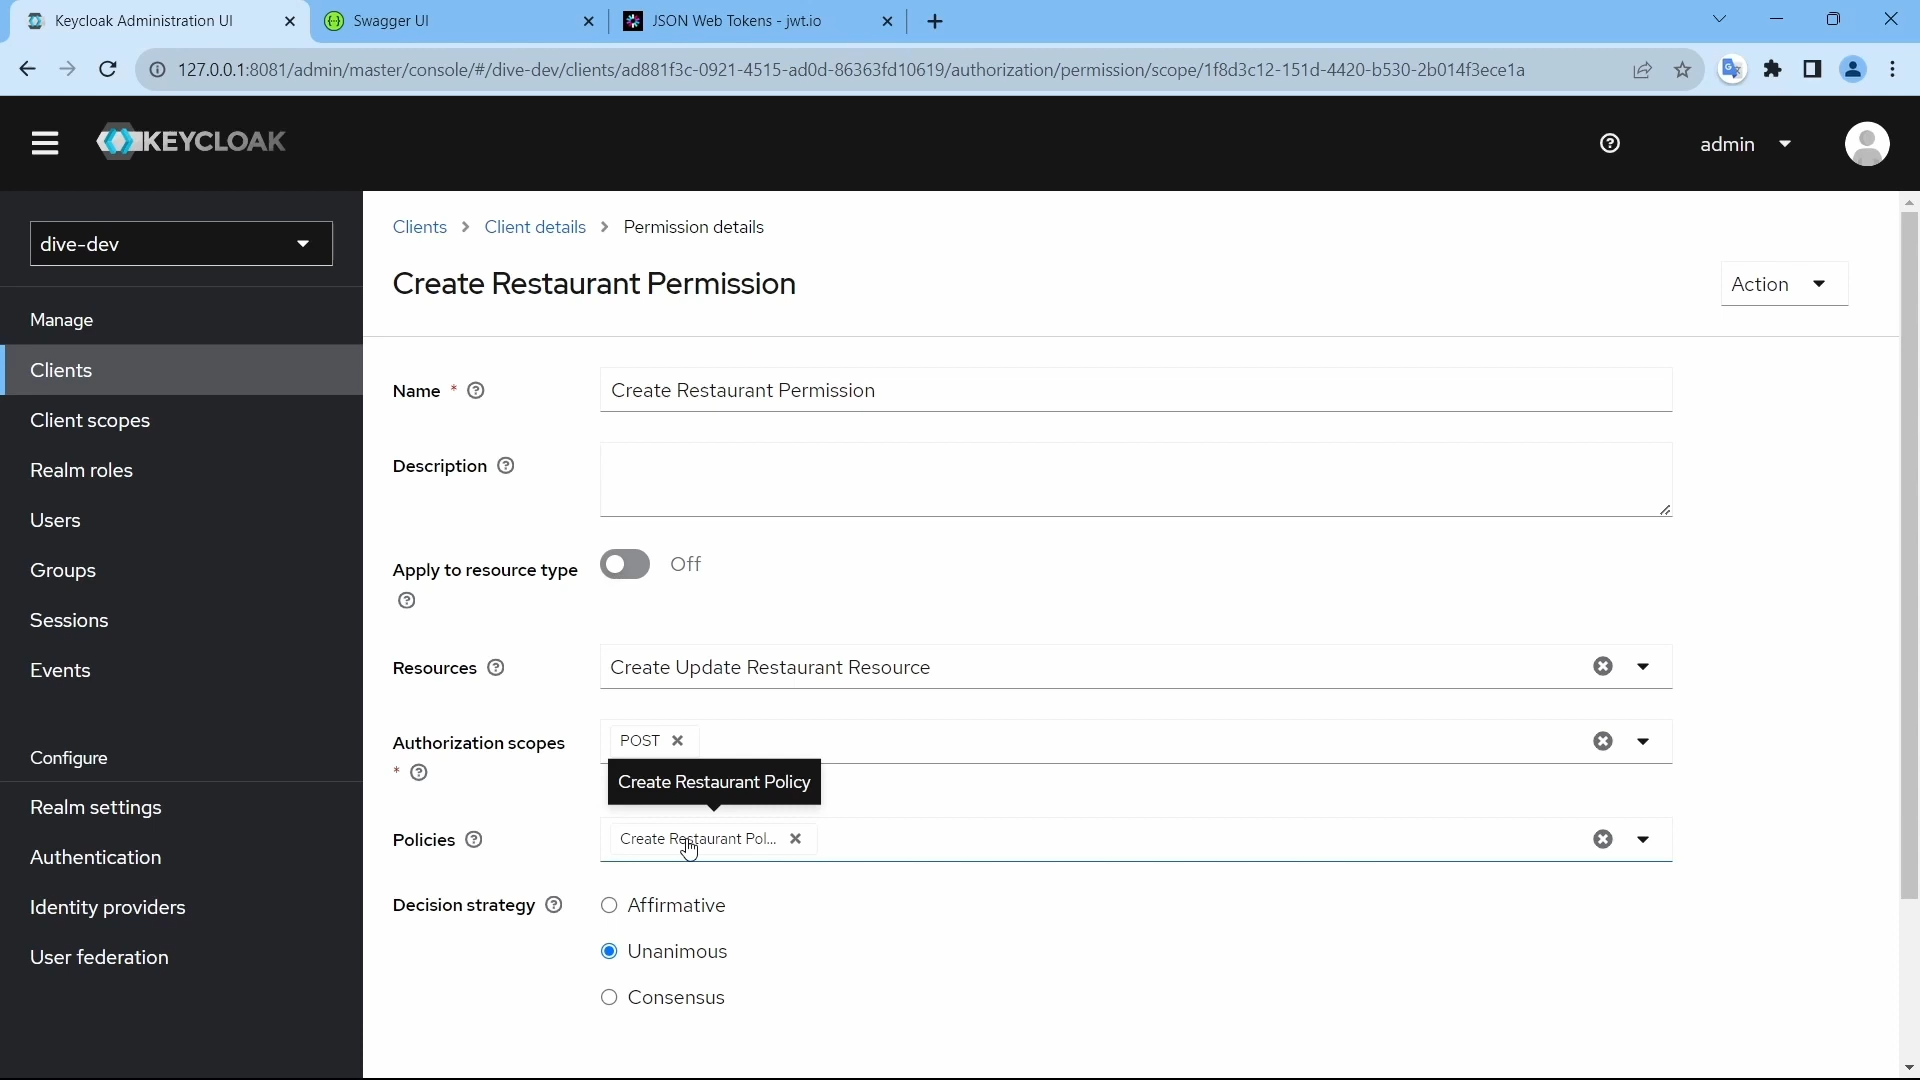 Keycloak Administration UI
Swagger UI
JSON Web Tokens - jwt.io
127.0.0.1:8081/admin/master/console/#/dive-dev/clients/ad881f3c-0921-4515-ad0d-86363fd10619/authorization/permission/scope/1f8d3c12-151d-4420-b530-2b014f3ece1a
KEYCLOAK
admin
dive-dev
Manage
Clients
Client scopes
Realm roles
Users
Groups
Sessions
Events
Configure
Realm settings
Authentication
Identity providers
User federation
Clients > Client details > Permission details
Create Restaurant Permission
Action
Name *
Create Restaurant Permission
Description
Apply to resource type
Off
Resources
Create Update Restaurant Resource
Authorization scopes
*
POST
Create Restaurant Policy
Policies
Create Restaurant Pol...
Decision strategy
Affirmative
Unanimous
Consensus